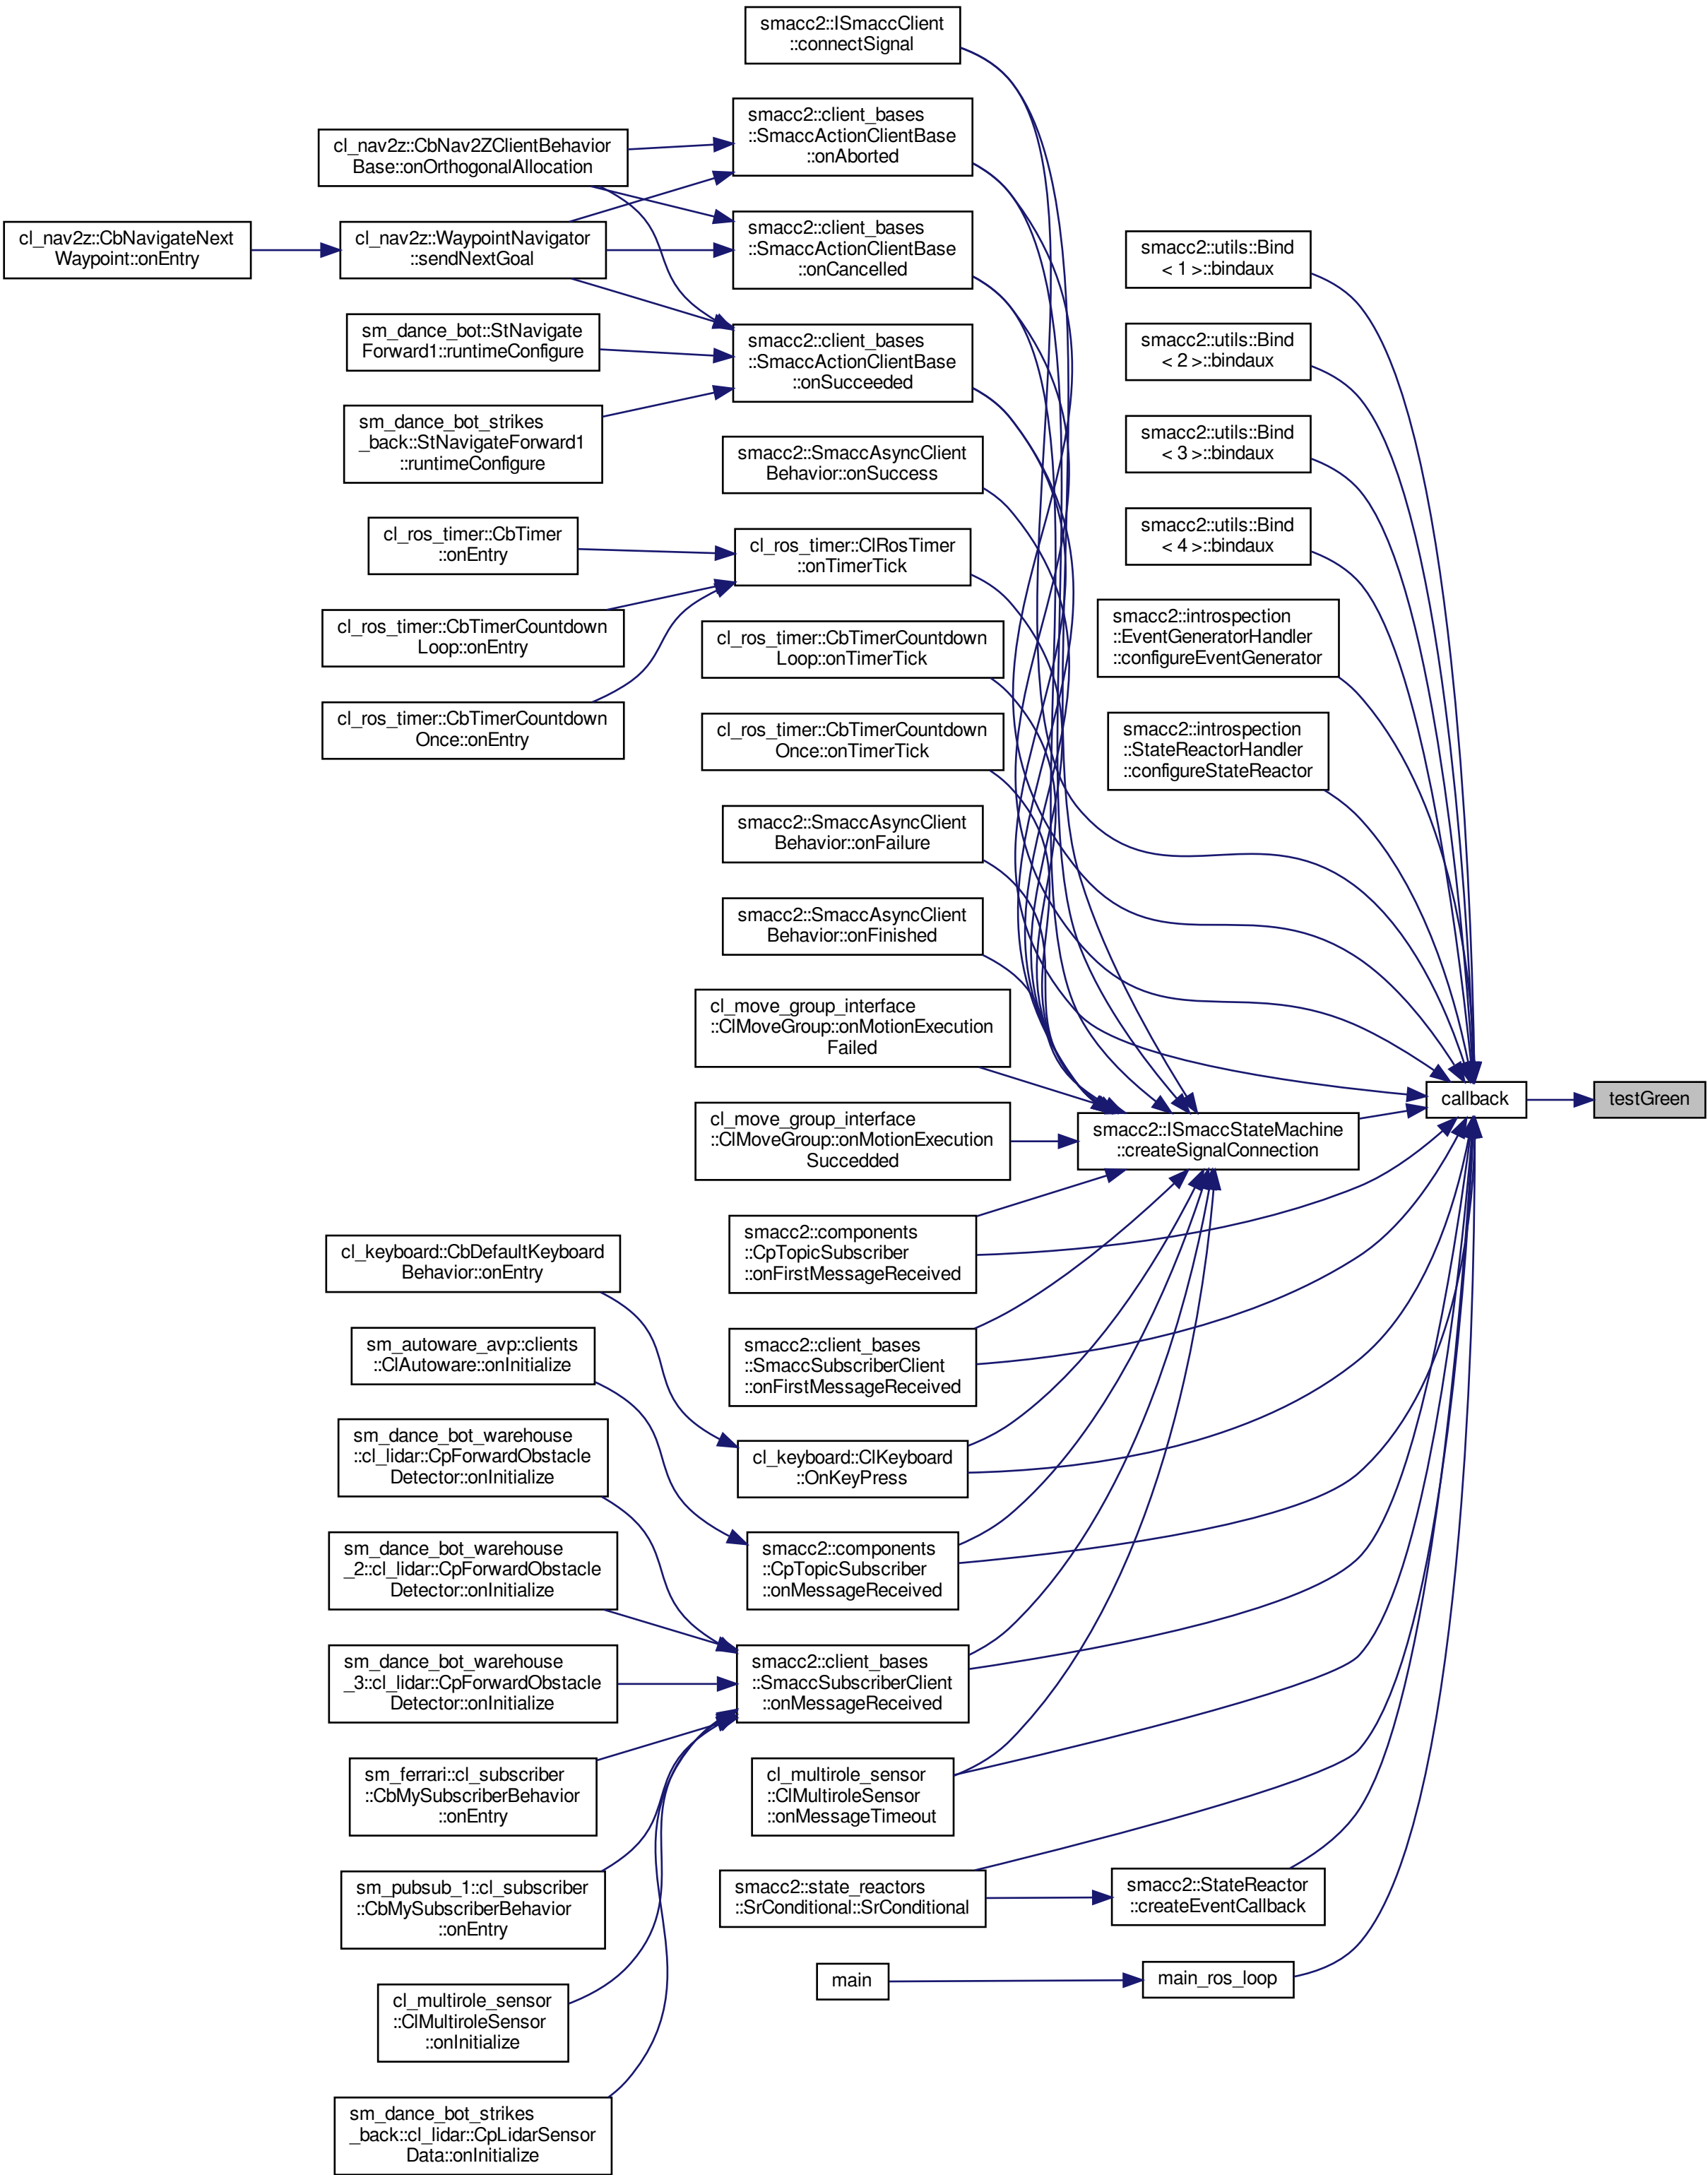 smacc2::ISmaccClient
::connectSignal
smacc2::client_bases
::SmaccActionClientBase
::onAborted
cl_nav2z::CbNav2ZClientBehavior
Base::onOrthogonalAllocation
smacc2::client_bases
::SmaccActionClientBase
::onCancelled
cl_nav2z::CbNavigateNext
Waypoint::onEntry
cl_nav2z::WaypointNavigator
::sendNextGoal
smacc2::utils::Bind
< 1 >::bindaux
sm_dance_bot::StNavigate
Forward1::runtimeConfigure
smacc2::client_bases
::SmaccActionClientBase
::onSucceeded
smacc2::utils::Bind
< 2 >::bindaux
sm_dance_bot_strikes
_back::StNavigateForward1
::runtimeConfigure
smacc2::SmaccAsyncClient
Behavior::onSuccess
smacc2::utils::Bind
< 3 >::bindaux
cl_ros_timer::CbTimer
::onEntry
cl_ros_timer::ClRosTimer
::onTimerTick
smacc2::utils::Bind
< 4 >::bindaux
cl_ros_timer::CbTimerCountdown
Loop::onEntry
cl_ros_timer::CbTimerCountdown
Loop::onTimerTick
smacc2::introspection
::EventGeneratorHandler
::configureEventGenerator
cl_ros_timer::CbTimerCountdown
Once::onEntry
cl_ros_timer::CbTimerCountdown
Once::onTimerTick
smacc2::introspection
::StateReactorHandler
::configureStateReactor
smacc2::SmaccAsyncClient
Behavior::onFailure
smacc2::SmaccAsyncClient
Behavior::onFinished
cl_move_group_interface
::ClMoveGroup::onMotionExecution
Failed
callback
testGreen
cl_move_group_interface
::ClMoveGroup::onMotionExecution
Succedded
smacc2::ISmaccStateMachine
::createSignalConnection
smacc2::components
::CpTopicSubscriber
::onFirstMessageReceived
cl_keyboard::CbDefaultKeyboard
Behavior::onEntry
sm_autoware_avp::clients
::ClAutoware::onInitialize
smacc2::client_bases
::SmaccSubscriberClient
::onFirstMessageReceived
sm_dance_bot_warehouse
::cl_lidar::CpForwardObstacle
Detector::onInitialize
cl_keyboard::ClKeyboard
::OnKeyPress
sm_dance_bot_warehouse
_2::cl_lidar::CpForwardObstacle
Detector::onInitialize
smacc2::components
::CpTopicSubscriber
::onMessageReceived
sm_dance_bot_warehouse
_3::cl_lidar::CpForwardObstacle
Detector::onInitialize
smacc2::client_bases
::SmaccSubscriberClient
::onMessageReceived
sm_ferrari::cl_subscriber
::CbMySubscriberBehavior
::onEntry
cl_multirole_sensor
::ClMultiroleSensor
::onMessageTimeout
sm_pubsub_1::cl_subscriber
::CbMySubscriberBehavior
::onEntry
smacc2::state_reactors
::SrConditional::SrConditional
smacc2::StateReactor
::createEventCallback
cl_multirole_sensor
::ClMultiroleSensor
::onInitialize
main
main_ros_loop
sm_dance_bot_strikes
_back::cl_lidar::CpLidarSensor
Data::onInitialize